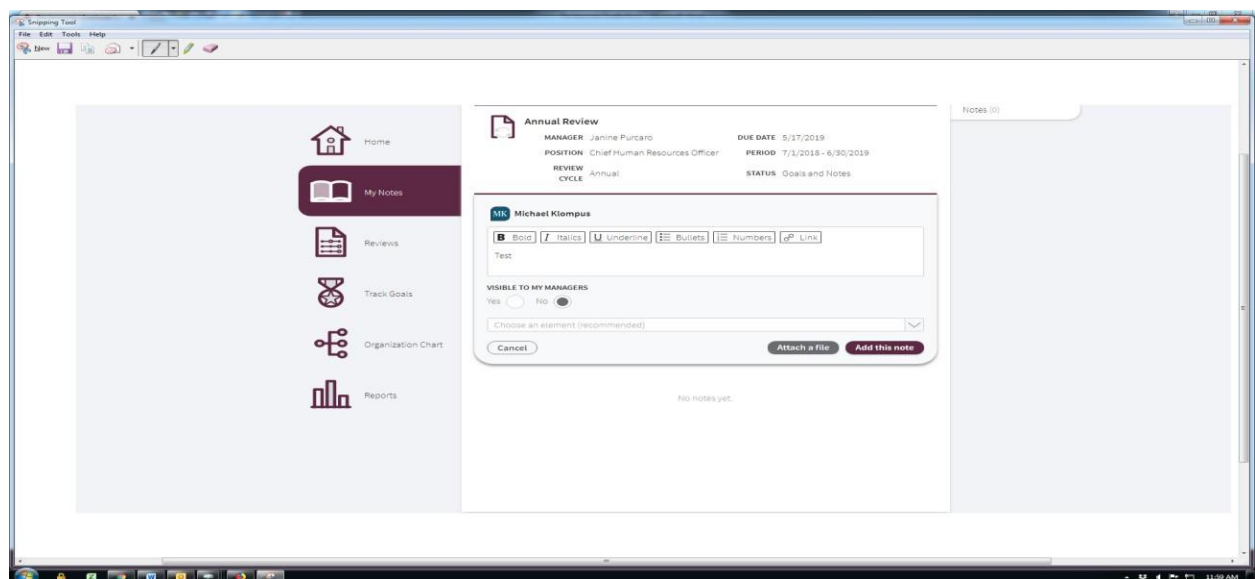 Snipping Tool
File Edit Tools Help
New
Notes (0)
Home
My Notes
Reviews
Track Goals
Organization Chart
Reports
Annual Review
MANAGER Janine Purcaro DUE DATE 5/17/2019
POSITION Chief Human Resources Officer PERIOD 7/1/2018 - 6/30/2019
REVIEW CYCLE Annual STATUS Goals and Notes
MK Michael Klompus
B Bold I Italics U Underline Bullets Numbers Link
Test
VISIBLE TO MY MANAGERS
Yes No
Choose an element (recommended)
Cancel Attach a file Add this note
No notes yet.
11:59 AM